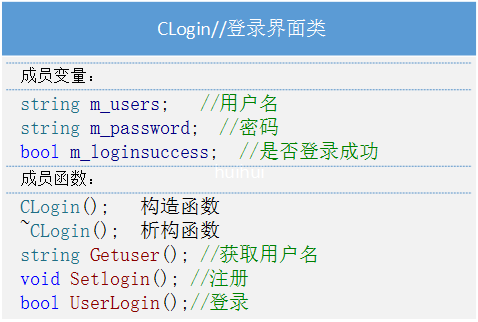 CLogin//登录界面类
成员变量:
string m_users;   //用户名
string m_password;  //密码
bool m_loginsuccess;  //是否登录成功
huihui
成员函数:
CLogin();   构造函数
~CLogin();  析构函数
string Getuser(); //获取用户名
void Setlogin(); //注册
bool UserLogin();//登录